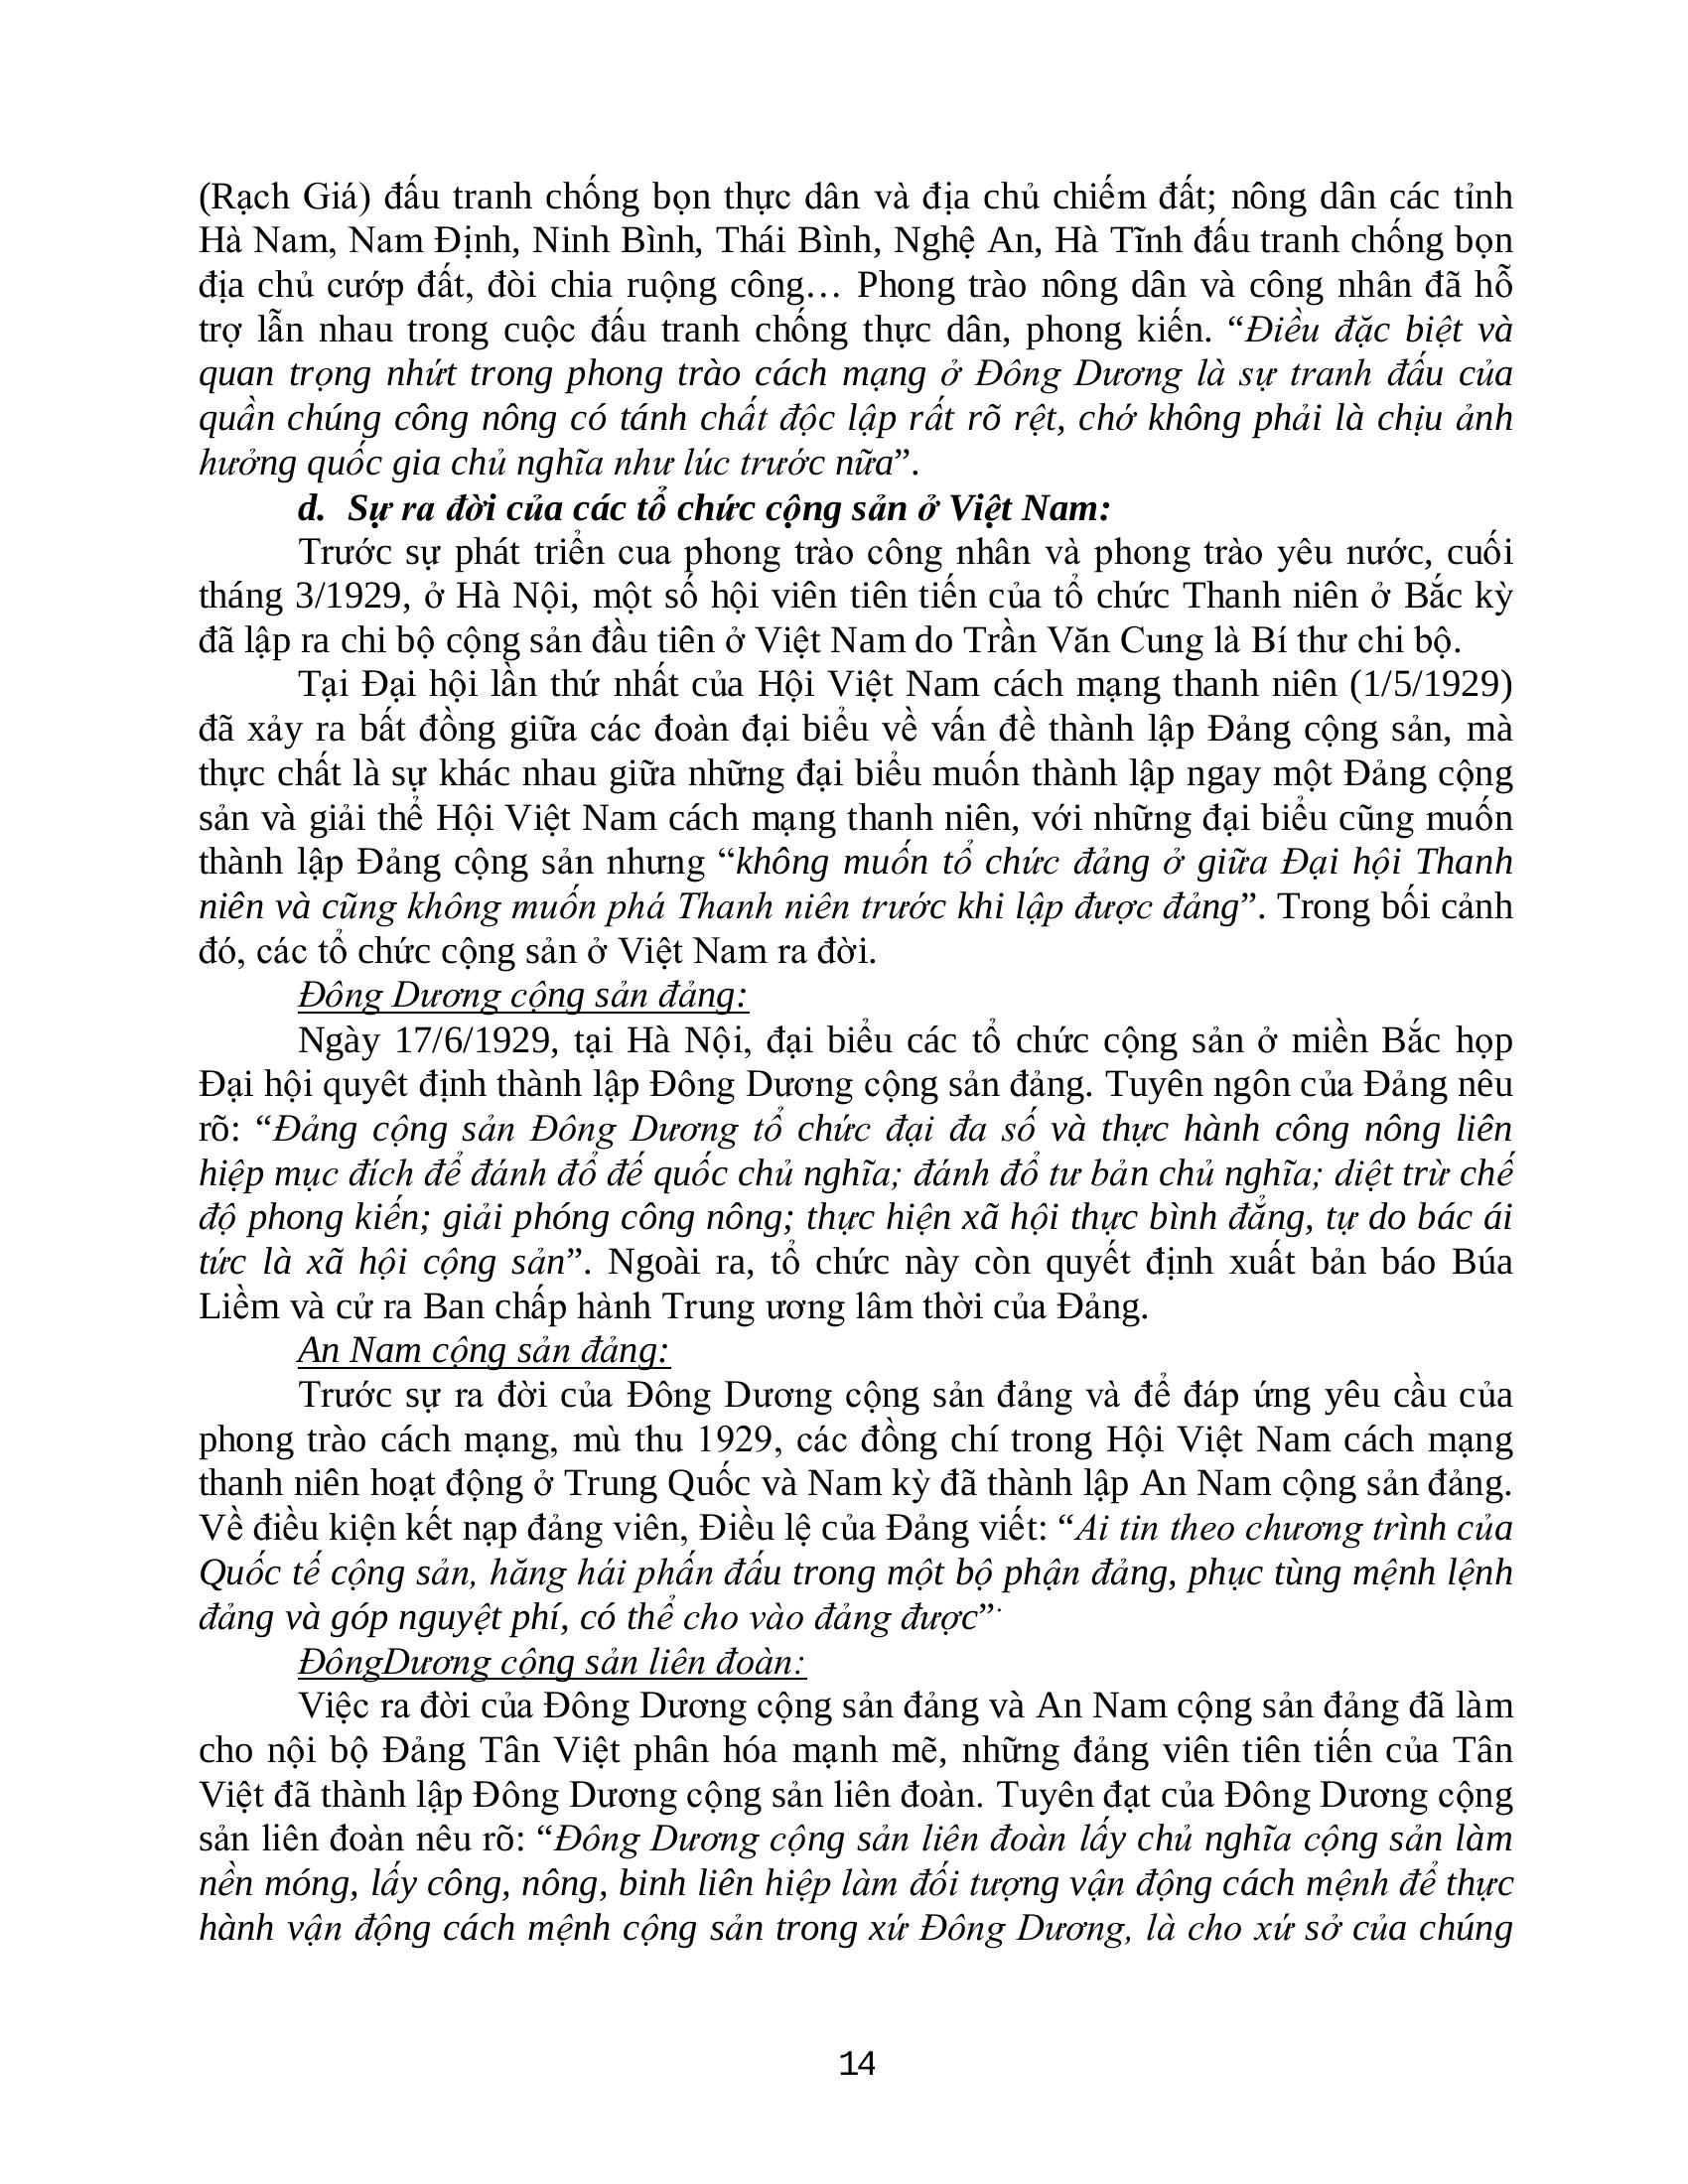 (Rạch Giá) đấu tranh chống bọn thực dân và địa chủ chiếm đất; nông dân các tỉnh
Hà Nam, Nam Định, Ninh Bình, Thái Bình, Nghệ An, Hà Tĩnh đấu tranh chống bọn
địa chủ cướp đất, đòi chia ruộng công… Phong trào nông dân và công nhân đã hỗ
trợ lẫn nhau trong cuộc đấu tranh chống thực dân, phong kiến. “Điều đặc biệt và
quan trọng nhứt trong phong trào cách mạng ở Đông Dương là sự tranh đấu của
quần chúng công nông có tánh chất độc lập rất rõ rệt, chớ không phải là chịu ảnh
hưởng quốc gia chủ nghĩa như lúc trước nữa”.
d. Sự ra đời của các tổ chức cộng sản ở Việt Nam:
Trước sự phát triển cua phong trào công nhân và phong trào yêu nước, cuối
tháng 3/1929, ở Hà Nội, một số hội viên tiên tiến của tổ chức Thanh niên ở Bắc kỳ
đã lập ra chi bộ cộng sản đầu tiên ở Việt Nam do Trần Văn Cung là Bí thư chi bộ.
Tại Đại hội lần thứ nhất của Hội Việt Nam cách mạng thanh niên (1/5/1929)
đã xảy ra bất đồng giữa các đoàn đại biểu về vấn đề thành lập Đảng cộng sản, mà
thực chất là sự khác nhau giữa những đại biểu muốn thành lập ngay một Đảng cộng
sản và giải thể Hội Việt Nam cách mạng thanh niên, với những đại biểu cũng muốn
thành lập Đảng cộng sản nhưng “không muốn tổ chức đảng ở giữa Đại hội Thanh
niên và cũng không muốn phá Thanh niên trước khi lập được đảng”. Trong bối cảnh
đó, các tổ chức cộng sản ở Việt Nam ra đời.
Đông Dương cộng sản đảng:
Ngày 17/6/1929, tại Hà Nội, đại biểu các tổ chức cộng sản ở miền Bắc họp
Đại hội quyêt định thành lập Đông Dương cộng sản đảng. Tuyên ngôn của Đảng nêu
rõ: “Đảng cộng sản Đông Dương tổ chức đại đa số và thực hành công nông liên
hiệp mục đích để đánh đổ đế quốc chủ nghĩa; đánh đổ tư bản chủ nghĩa; diệt trừ chế
độ phong kiến; giải phóng công nông; thực hiện xã hội thực bình đẳng, tự do bác ái
tức là xã hội cộng sản”. Ngoài ra, tổ chức này còn quyết định xuất bản báo Búa
Liềm và cử ra Ban chấp hành Trung ương lâm thời của Đảng.
An Nam cộng sản đảng:
Trước sự ra đời của Đông Dương cộng sản đảng và để đáp ứng yêu cầu của
phong trào cách mạng, mù thu 1929, các đồng chí trong Hội Việt Nam cách mạng
thanh niên hoạt động ở Trung Quốc và Nam kỳ đã thành lập An Nam cộng sản đảng.
Về điều kiện kết nạp đảng viên, Điều lệ của Đảng viết: “Ai tin theo chương trình của
Quốc tế cộng sản, hăng hái phấn đấu trong một bộ phận đảng, phục tùng mệnh lệnh
đảng và góp nguyệt phí, có thể cho vào đảng được”.
ĐôngDương cộng sản liên đoàn:
Việc ra đời của Đông Dương cộng sản đảng và An Nam cộng sản đảng đã làm
cho nội bộ Đảng Tân Việt phân hóa mạnh mẽ, những đảng viên tiên tiến của Tân
Việt đã thành lập Đông Dương cộng sản liên đoàn. Tuyên đạt của Đông Dương cộng
sản liên đoàn nêu rõ: “Đông Dương cộng sản liên đoàn lấy chủ nghĩa cộng sản làm
nền móng, lấy công, nông, binh liên hiệp làm đối tượng vận động cách mệnh để thực
hành vận động cách mệnh cộng sản trong xứ Đông Dương, là cho xứ sở của chúng
14